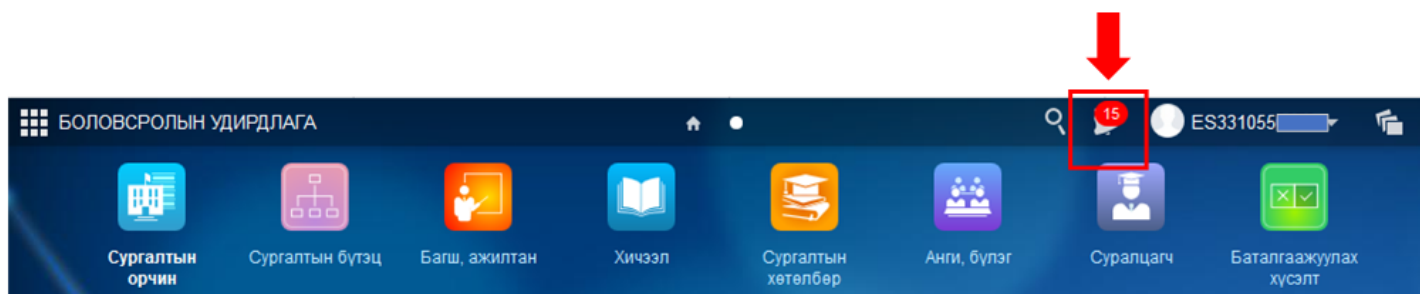 БОЛОВСРОЛЫН УДИРДЛАГА
15
ES331055
Сургалтын орчин
Сургалтын бүтэц
Багш, ажилтан
Хичээл
Сургалтын хөтөлбөр
Анги, бүлэг
Суралцагч
Баталгаажуулах хүсэлт